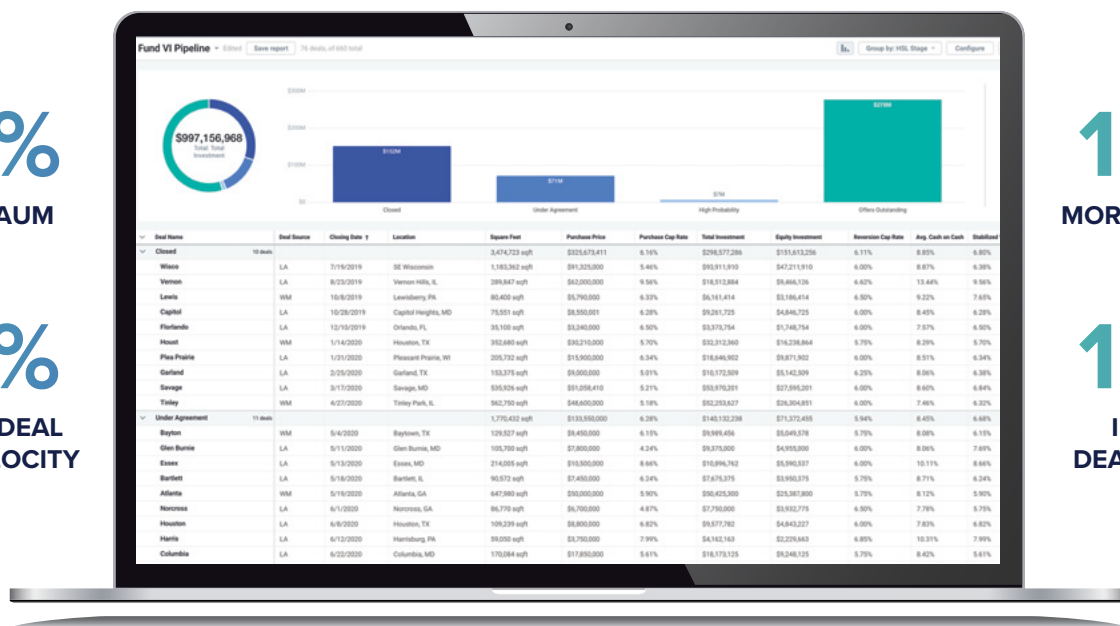 Fund VI Pipeline Edited Save report 76 deals, of 660 total Group by: HSL Stage Configure
$300M
$200M
$100M
$0
$997,156,968
Total Total
Investment
$152M
$71M
$7M
$278M
Closed Under Agreement High Probability Offers Outstanding
Deal Name Deal Source Closing Date ↑ Location Square Feet Purchase Price Purchase Cap Rate Total Investment Equity Investment Reversion Cap Rate Avg. Cash on Cash Stabilized
Closed 10 deals 3,474,723 sqft $325,673,411 6.16% $298,577,286 $151,613,256 6.11% 8.85% 6.80%
Wisco LA 7/19/2019 SE Wisconsin 1,183,362 sqft $91,325,000 5.46% $93,911,910 $47,211,910 6.00% 8.87% 6.38%
Vernon LA 8/23/2019 Vernon Hills, IL 289,847 sqft $62,000,000 9.56% $18,512,884 $9,466,126 6.62% 13.44% 9.56%
Lewis WM 10/8/2019 Lewisberry, PA 80,400 sqft $5,790,000 6.33% $6,161,414 $3,186,414 6.50% 9.22% 7.65%
Capitol LA 10/28/2019 Capitol Heights, MD 75,551 sqft $8,550,001 6.28% $9,261,725 $4,846,725 6.00% 8.45% 6.28%
Florlando LA 12/10/2019 Orlando, FL 35,100 sqft $3,240,000 6.50% $3,373,754 $1,748,754 6.00% 7.57% 6.50%
Houst WM 1/14/2020 Houston, TX 352,680 sqft $30,210,000 5.70% $32,312,360 $16,238,864 5.75% 8.29% 5.70%
Plea Prairie LA 1/31/2020 Pleasant Prairie, WI 205,732 sqft $15,900,000 6.34% $18,646,902 $9,871,902 6.00% 8.51% 6.34%
Garland LA 2/25/2020 Garland, TX 153,375 sqft $9,000,000 5.01% $10,172,509 $5,142,509 6.25% 8.06% 6.38%
Savage LA 3/17/2020 Savage, MD 535,926 sqft $51,058,410 5.21% $53,970,201 $27,595,201 6.00% 8.60% 6.84%
Tinley WM 4/27/2020 Tinley Park, IL 562,750 sqft $48,600,000 5.18% $52,253,627 $26,304,851 6.00% 7.46% 6.32%
Under Agreement 11 deals 1,770,432 sqft $133,550,000 6.28% $140,132,238 $71,372,455 5.94% 8.45% 6.68%
Bayton WM 5/4/2020 Baytown, TX 129,527 sqft $9,450,000 6.15% $9,989,456 $5,049,578 5.75% 8.08% 6.15%
Glen Burnie LA 5/11/2020 Glen Burnie, MD 105,700 sqft $7,800,000 4.24% $9,375,000 $4,955,000 6.00% 8.06% 7.69%
Essex LA 5/13/2020 Essex, MD 214,005 sqft $10,500,000 8.66% $10,896,762 $5,590,537 6.00% 10.11% 8.66%
Bartlett LA 5/18/2020 Bartlett, IL 90,572 sqft $7,450,000 6.24% $7,675,375 $3,950,375 5.75% 8.71% 6.24%
Atlanta WM 5/19/2020 Atlanta, GA 647,980 sqft $50,000,000 5.90% $50,425,300 $25,387,800 5.75% 8.12% 5.90%
Norcross LA 6/1/2020 Norcross, GA 86,770 sqft $6,700,000 4.87% $7,750,000 $3,932,775 6.50% 7.78% 5.75%
Houston LA 6/8/2020 Houston, TX 109,239 sqft $8,800,000 6.82% $9,577,782 $4,843,227 6.00% 7.83% 6.82%
Harris LA 6/12/2020 Harrisburg, PA 59,050 sqft $3,750,000 7.99% $4,162,163 $2,229,663 6.85% 10.31% 7.99%
Columbia LA 6/22/2020 Columbia, MD 170,084 sqft $17,850,000 5.61% $18,173,125 $9,248,125 5.75% 8.42% 5.61%
%
AUM
%
DEAL
OCITY
1
MOR
1
I
DEA